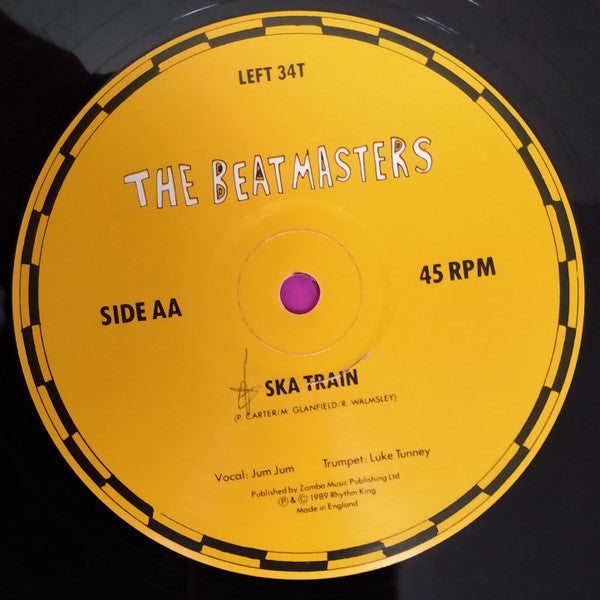 LEFT 34T
THE BEATMASTERS
SIDE AA
45 RPM
SKA TRAIN
(P. CARTER/M. GLANFIELD/R. WALMSLEY)
Vocal: Jum Jum Trumpet: Luke Tunney
Published by Zomba Music Publishing Ltd
Ⓟ & © 1989 Rhythm King
Made in England